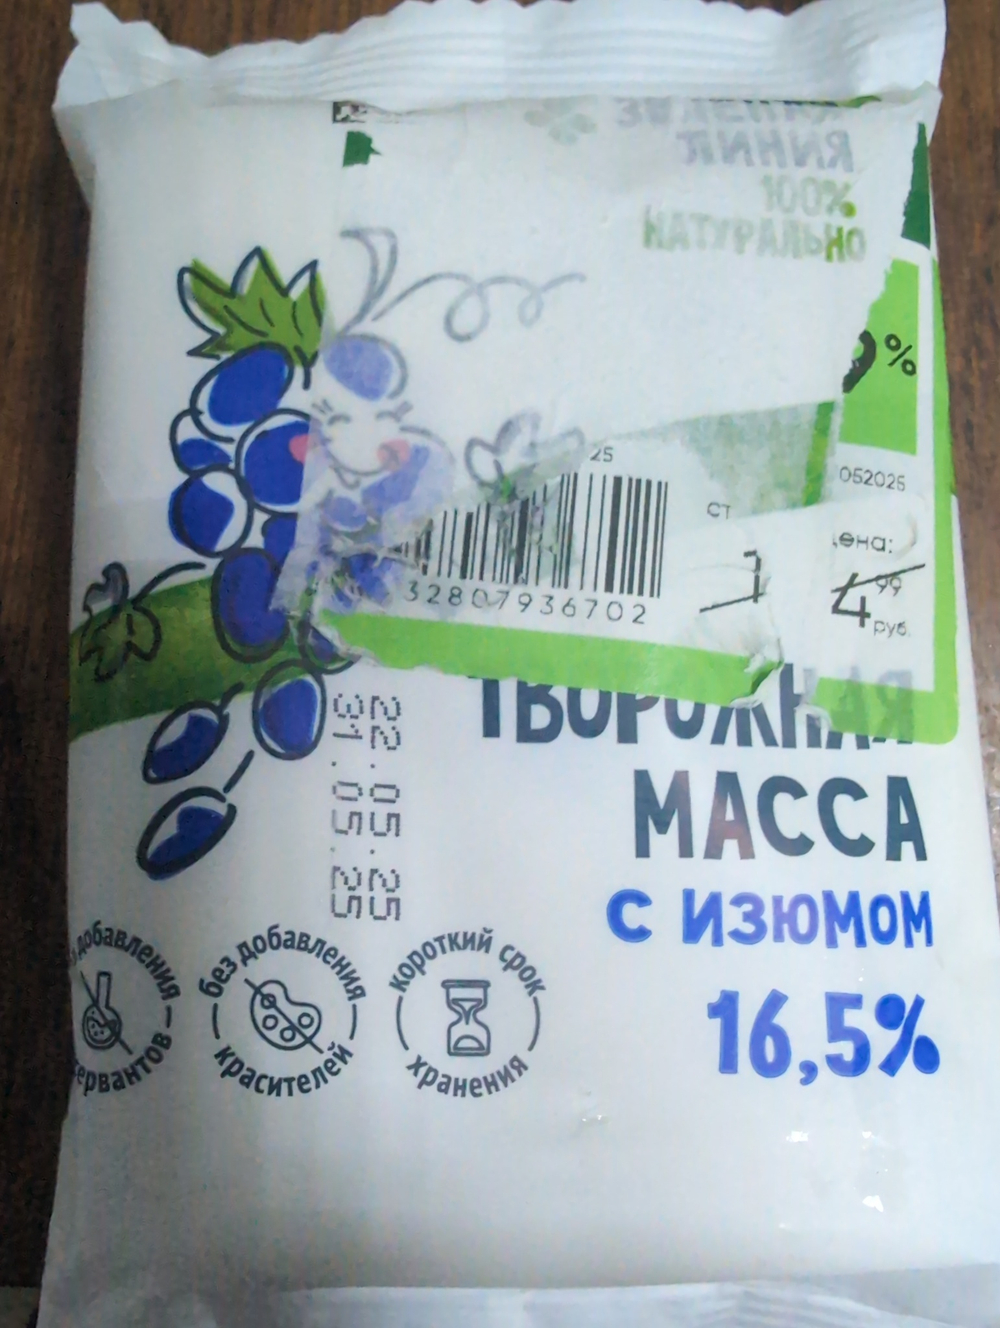 ЗЕЛЕНАЯ
ЛИНИЯ
100%
НАТУРАЛЬНО
%
25
052025
СТ
цена:
4 99
руб.
32807936702
ТВОРОЖНАЯ
МАССА
С ИЗЮМОМ
16,5%
22.05.25
31.05.25
добавления
без добавления
красителей
короткий срок
хранения